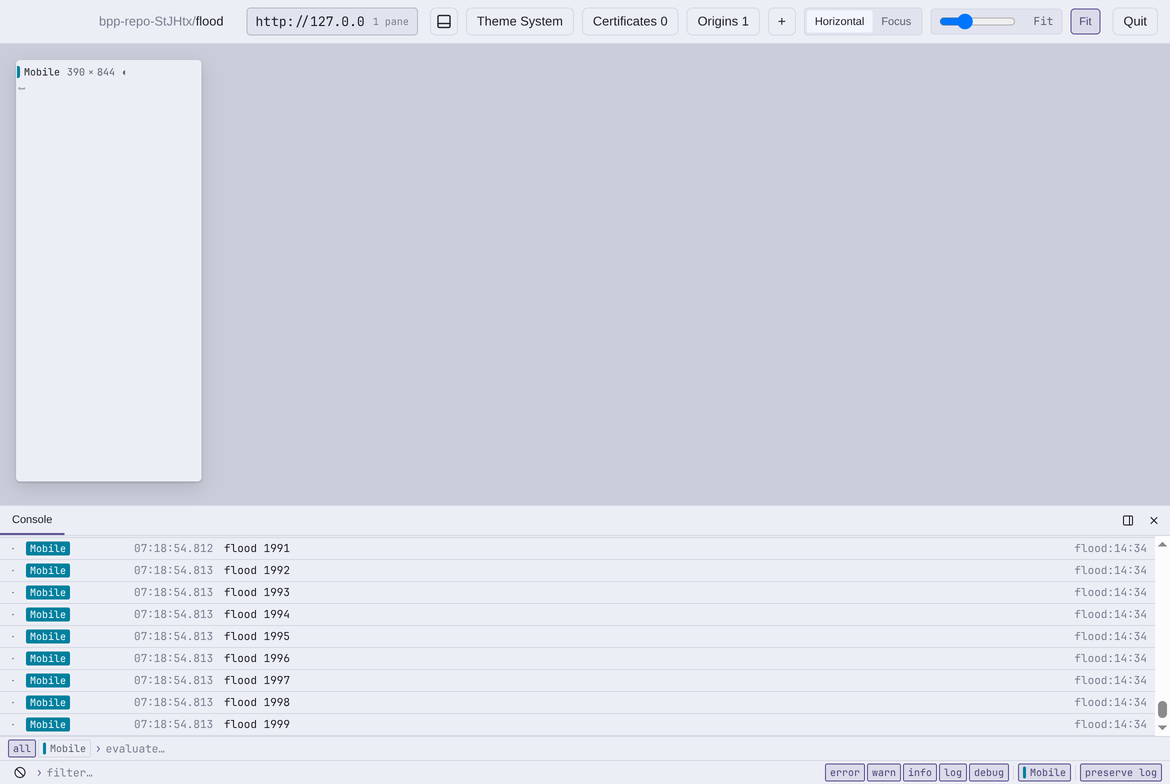 bpp-repo-StJHtx/flood http://127.0.0 1 pane Theme System Certificates 0 Origins 1 + Horizontal Focus Fit Fit Quit
Mobile 390 × 844
Console
· Mobile 07:18:54.812 flood 1991 flood:14:34
· Mobile 07:18:54.813 flood 1992 flood:14:34
· Mobile 07:18:54.813 flood 1993 flood:14:34
· Mobile 07:18:54.813 flood 1994 flood:14:34
· Mobile 07:18:54.813 flood 1995 flood:14:34
· Mobile 07:18:54.813 flood 1996 flood:14:34
· Mobile 07:18:54.813 flood 1997 flood:14:34
· Mobile 07:18:54.813 flood 1998 flood:14:34
· Mobile 07:18:54.813 flood 1999 flood:14:34
all Mobile › evaluate…
› filter… error warn info log debug Mobile preserve log